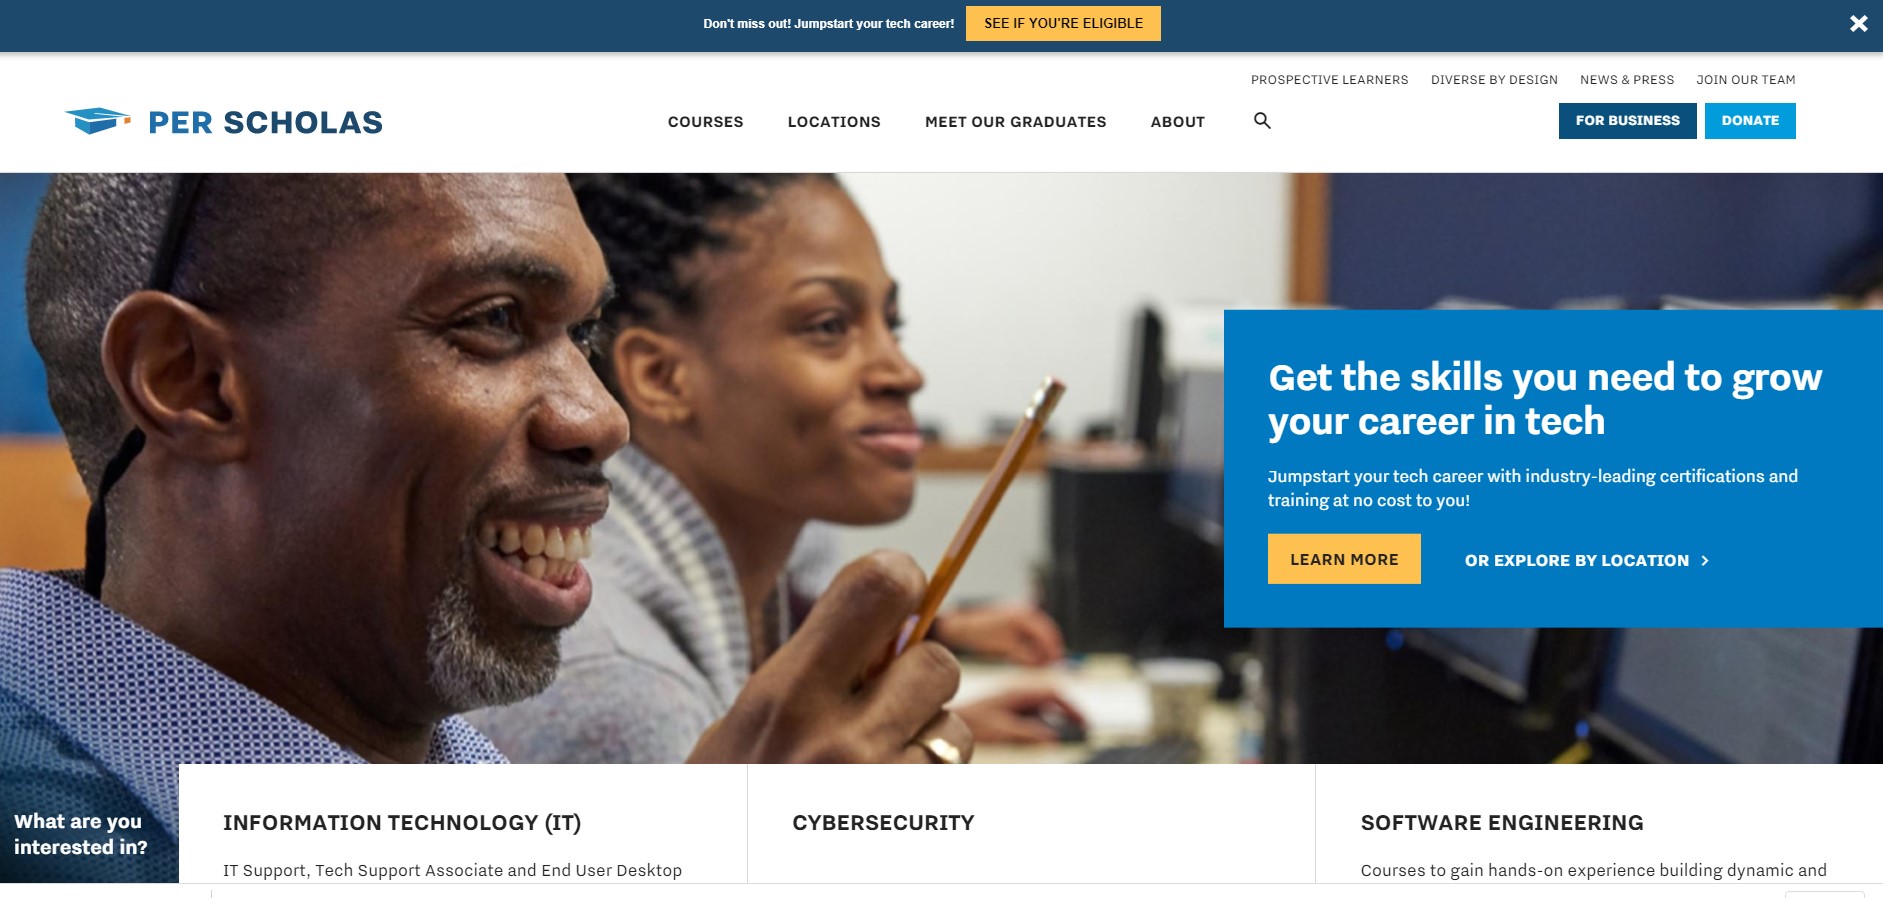 Don't miss out! Jumpstart your tech career!
SEE IF YOU'RE ELIGIBLE
PROSPECTIVE LEARNERS
DIVERSE BY DESIGN
NEWS & PRESS
JOIN OUR TEAM
PER SCHOLAS
COURSES
LOCATIONS
MEET OUR GRADUATES
ABOUT
FOR BUSINESS
DONATE
Get the skills you need to grow
your career in tech
Jumpstart your tech career with industry-leading certifications and
training at no cost to you!
LEARN MORE
OR EXPLORE BY LOCATION
What are you
interested in?
INFORMATION TECHNOLOGY (IT)
IT Support, Tech Support Associate and End User Desktop
CYBERSECURITY
SOFTWARE ENGINEERING
Courses to gain hands-on experience building dynamic and